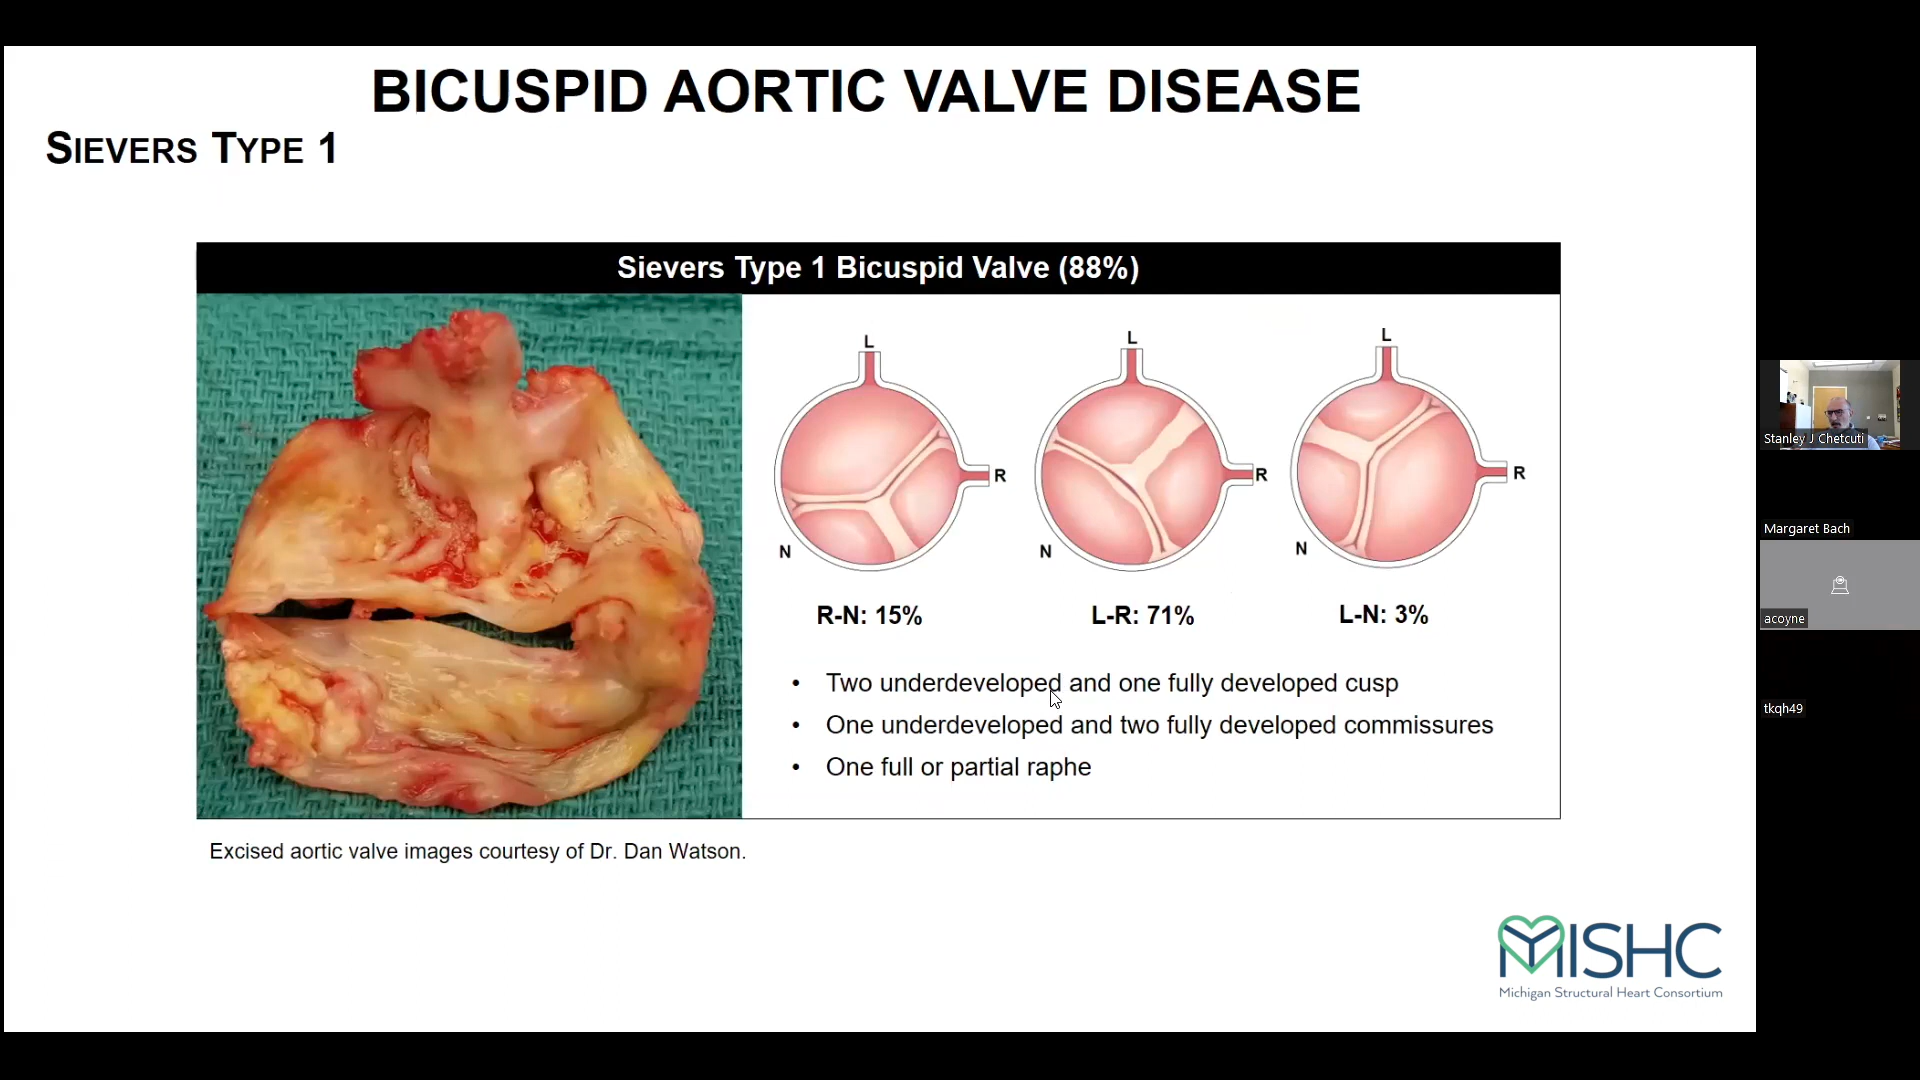 BICUSPID AORTIC VALVE DISEASE
SIEVERS TYPE 1
Sievers Type 1 Bicuspid Valve (88%)
L
R
N
L
R
N
L
R
N
R-N: 15%
L-R: 71%
L-N: 3%
• Two underdeveloped and one fully developed cusp
• One underdeveloped and two fully developed commissures
• One full or partial raphe
Excised aortic valve images courtesy of Dr. Dan Watson.
MISHC
Michigan Structural Heart Consortium
Stanley J Chetcuti
Margaret Bach
acoyne
tkqh49